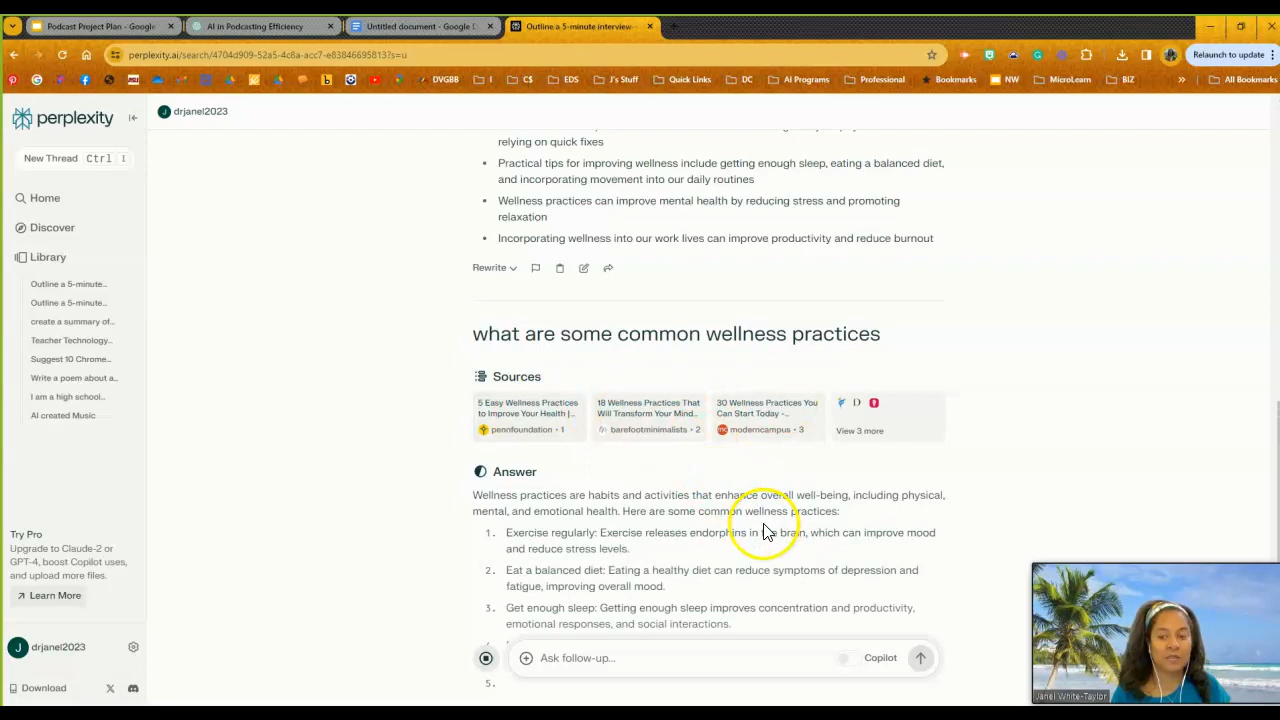 Podcast Project Plan - Google
AI in Podcasting Efficiency
Untitled document - Google D
Outline a 5-minute interview-
perplexity.ai/search/4704d909-52a5-4c8a-acc7-e83846695813?s=u
Relaunch to update
DVGBB
I
C$
EDS
J's Stuff
Quick Links
DC
AI Programs
Professional
Bookmarks
NW
MicroLearn
BIZ
All Bookmarks
perplexity
New Thread Ctrl I
Home
Discover
Library
Outline a 5-minute...
Outline a 5-minute...
create a summary of...
Teacher Technology...
Suggest 10 Chrome...
Write a poem about a...
I am a high school...
AI created Music
Try Pro
Upgrade to Claude-2 or
GPT-4, boost Copilot uses,
and upload more files.
Learn More
drjanel2023
Download
drjanel2023
relying on quick fixes
Practical tips for improving wellness include getting enough sleep, eating a balanced diet,
and incorporating movement into our daily routines
Wellness practices can improve mental health by reducing stress and promoting
relaxation
Incorporating wellness into our work lives can improve productivity and reduce burnout
Rewrite
what are some common wellness practices
Sources
5 Easy Wellness Practices
to Improve Your Health |...
pennfoundation • 1
18 Wellness Practices That
Will Transform Your Mind...
barefootminimalists • 2
30 Wellness Practices You
Can Start Today -...
moderncampus • 3
D
View 3 more
Answer
Wellness practices are habits and activities that enhance overall well-being, including physical,
mental, and emotional health. Here are some common wellness practices:
1. Exercise regularly: Exercise releases endorphins in brain, which can improve mood
and reduce stress levels.
2. Eat a balanced diet: Eating a healthy diet can reduce symptoms of depression and
fatigue, improving overall mood.
3. Get enough sleep: Getting enough sleep improves concentration and productivity,
emotional responses, and social interactions.
Ask follow-up...
Copilot
5.
Janel White-Taylor